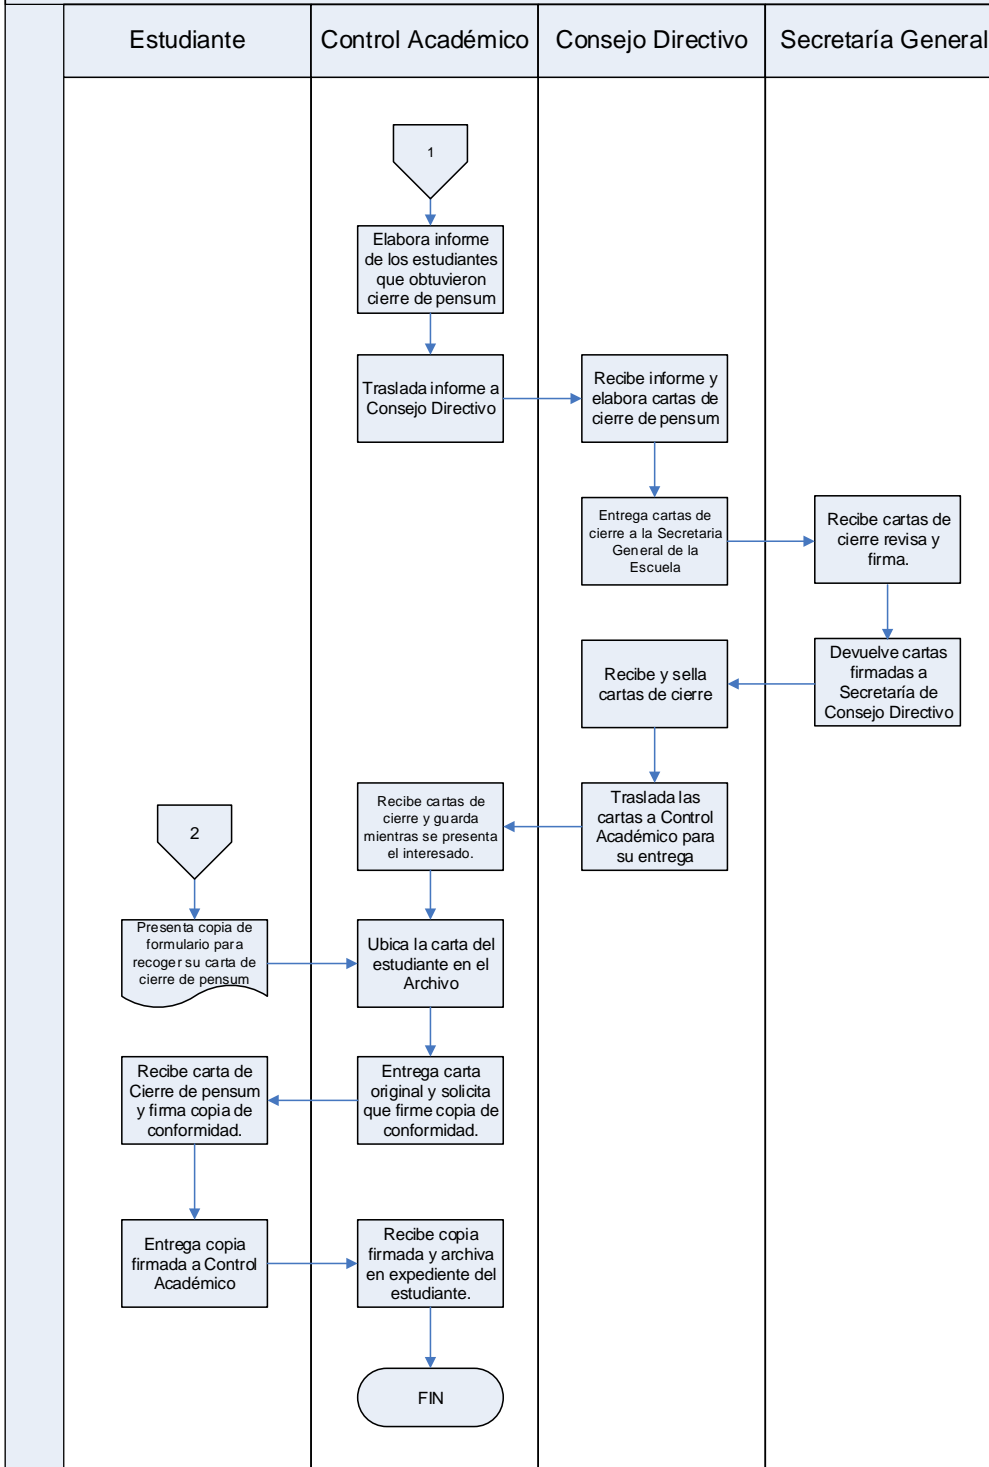 Estudiante
Control Académico
Consejo Directivo
Secretaría General
1
Elabora informe
de los estudiantes
que obtuvieron
cierre de pensum
Traslada informe a
Consejo Directivo
Recibe informe y
elabora cartas de
cierre de pensum
Entrega cartas de
cierre a la Secretaria
General de la
Escuela
Recibe cartas de
cierre revisa y
firma.
Devuelve cartas
firmadas a
Secretaría de
Consejo Directivo
Recibe y sella
cartas de cierre
Traslada las
cartas a Control
Académico para
su entrega
Recibe cartas de
cierre y guarda
mientras se presenta
el interesado.
2
Presenta copia de
formulario para
recoger su carta de
cierre de pensum
Ubica la carta del
estudiante en el
Archivo
Entrega carta
original y solicita
que firme copia de
conformidad.
Recibe carta de
Cierre de pensum
y firma copia de
conformidad.
Entrega copia
firmada a Control
Académico
Recibe copia
firmada y archiva
en expediente del
estudiante.
FIN